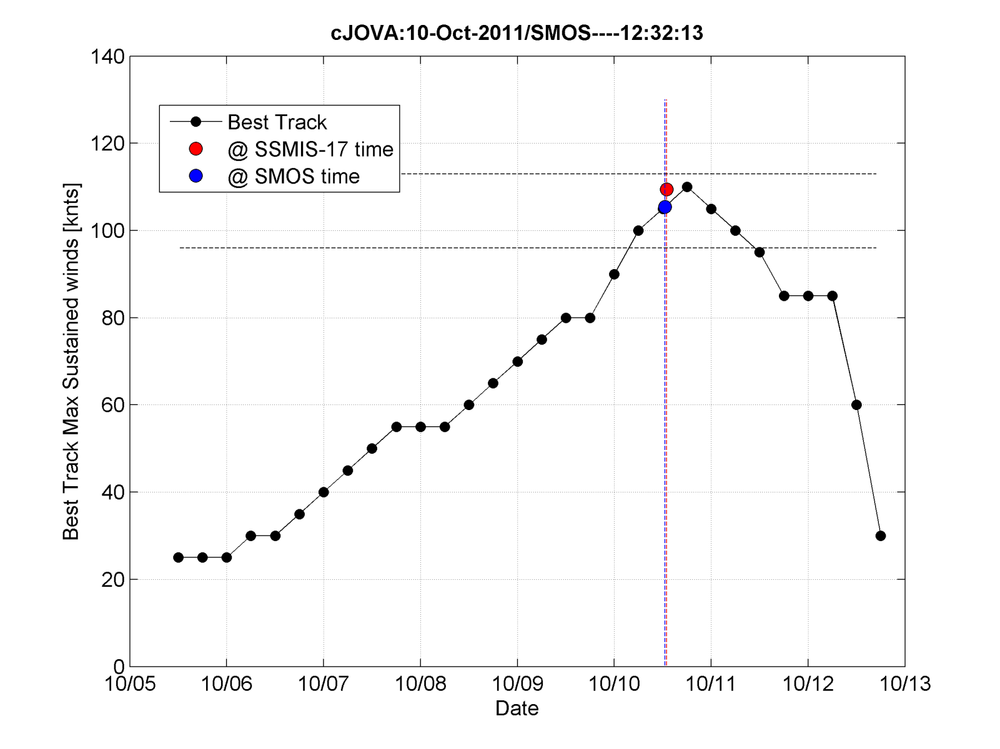 cJOVA:10-Oct-2011/SMOS----12:32:13
140
120
100
80
60
40
20
0
Best Track Max Sustained winds [knts]
Best Track
@ SSMIS-17 time
@ SMOS time
10/05 10/06 10/07 10/08 10/09 10/10 10/11 10/12 10/13
Date